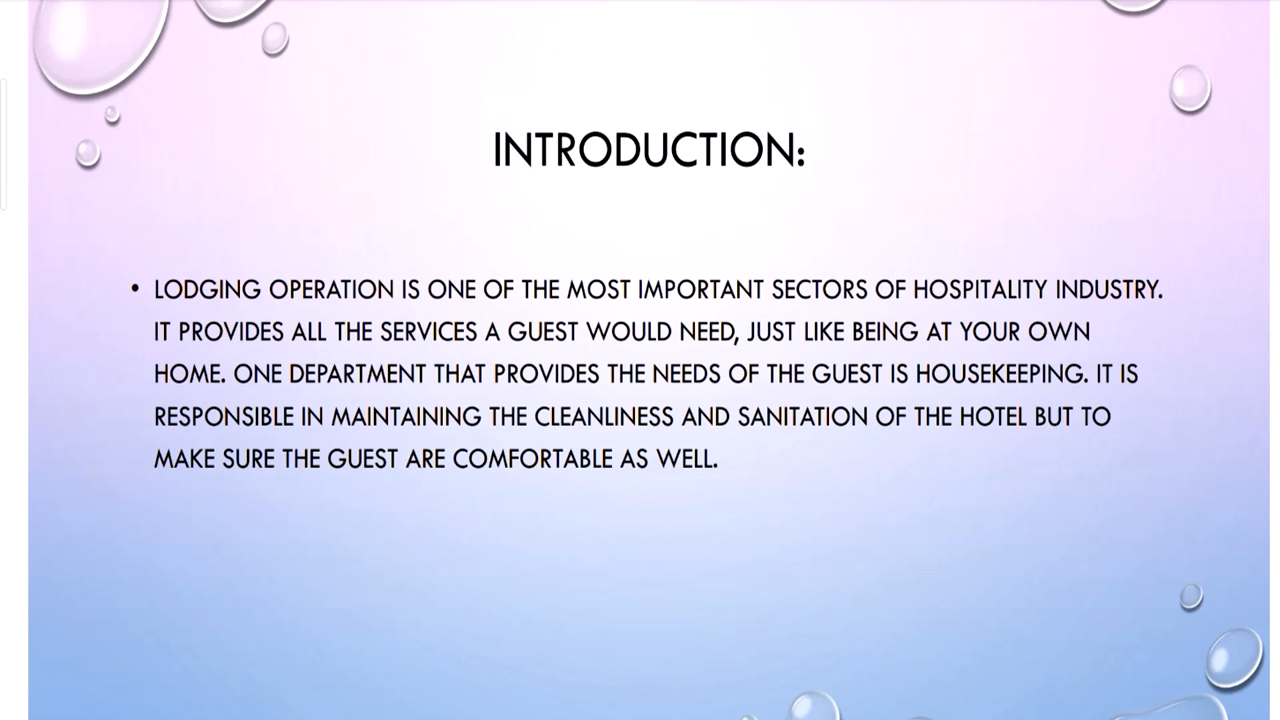 INTRODUCTION:
• LODGING OPERATION IS ONE OF THE MOST IMPORTANT SECTORS OF HOSPITALITY INDUSTRY.
IT PROVIDES ALL THE SERVICES A GUEST WOULD NEED, JUST LIKE BEING AT YOUR OWN
HOME. ONE DEPARTMENT THAT PROVIDES THE NEEDS OF THE GUEST IS HOUSEKEEPING. IT IS
RESPONSIBLE IN MAINTAINING THE CLEANLINESS AND SANITATION OF THE HOTEL BUT TO
MAKE SURE THE GUEST ARE COMFORTABLE AS WELL.